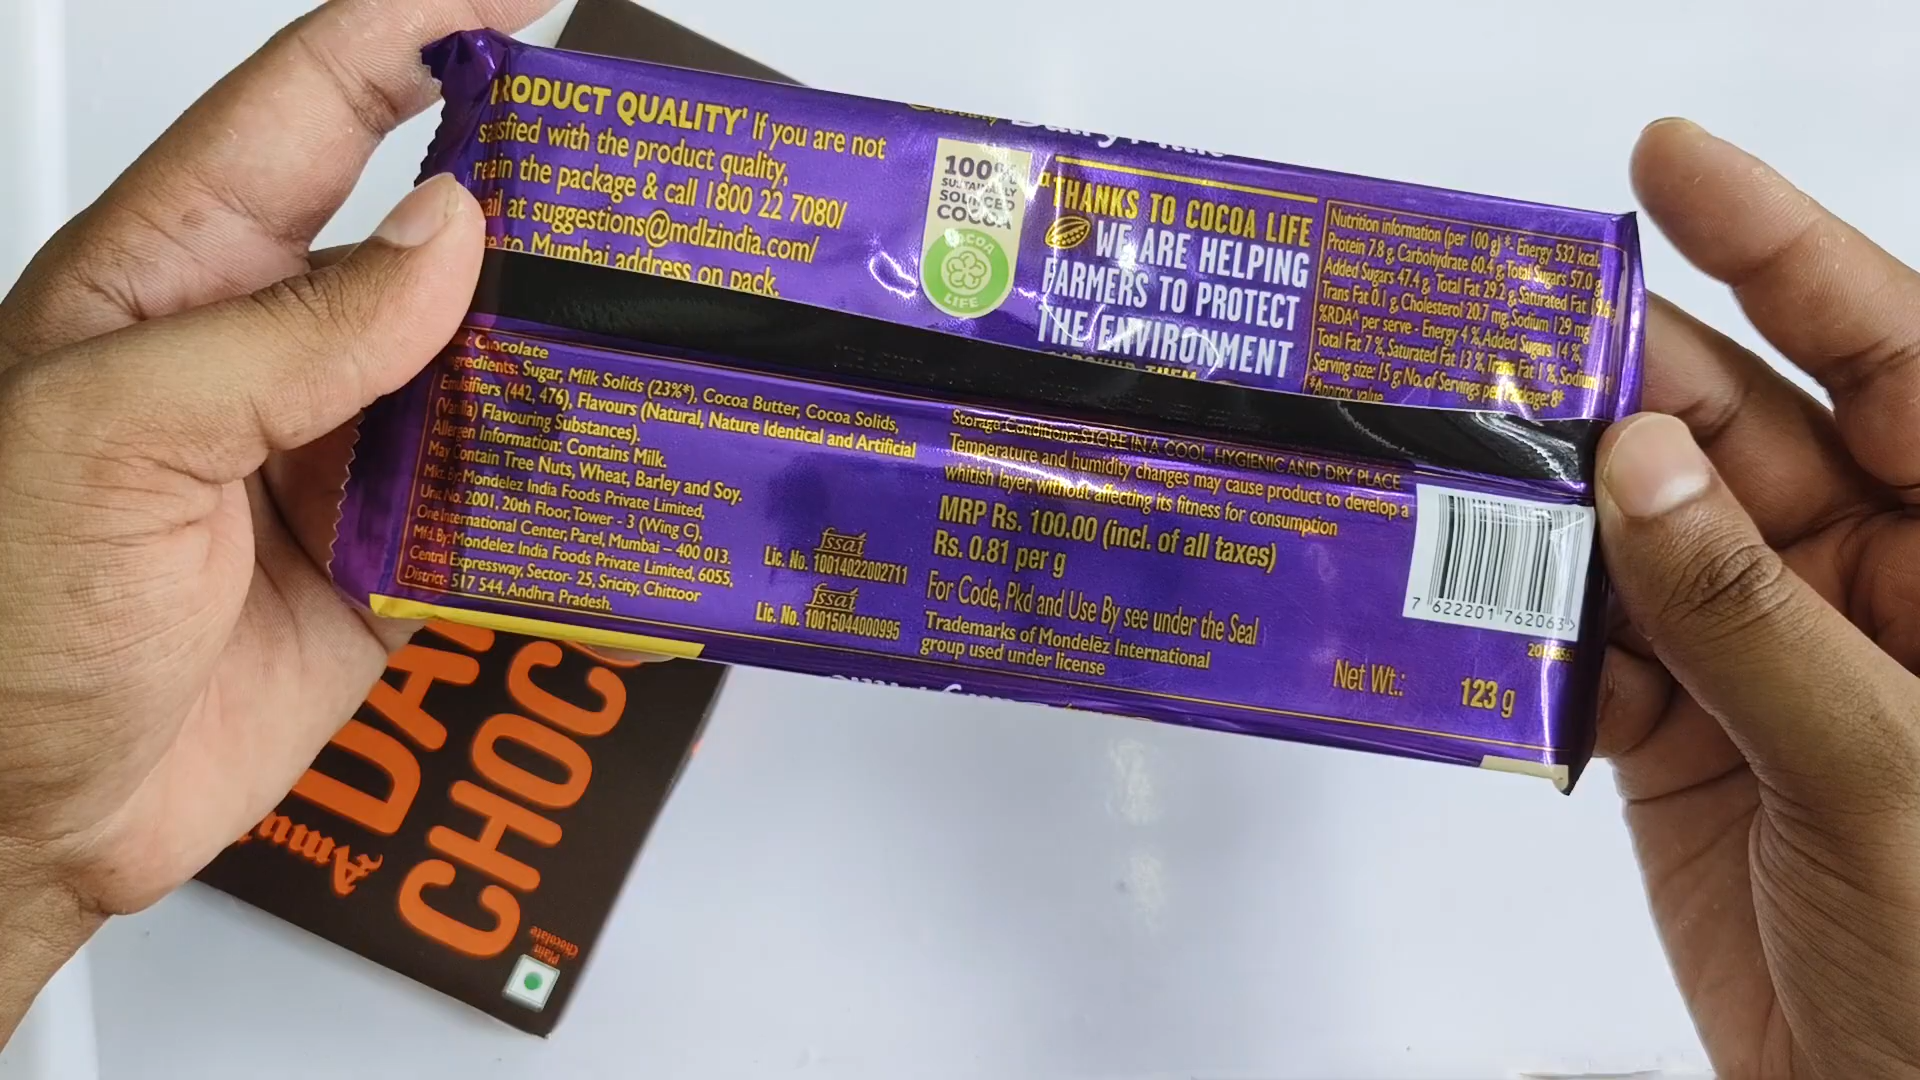 PRODUCT QUALITY' If you are not
satisfied with the product quality,
retain the package & call 1800 22 7080/
mail at suggestions@mdlzindia.com/
to Mumbai address on pack.
Dairy Milk
100%
SUSTAINABLY
SOURCED
COCOA
COCOA
LIFE
THANKS TO COCOA LIFE
WE ARE HELPING
FARMERS TO PROTECT
THE ENVIRONMENT
THEM
Nutrition information (per 100 g)*- Energy 532 kcal,
Protein 7.8 g, Carbohydrate 60.4 g, Total Sugars 57.0 g
Added Sugars 47.4 g, Total Fat 29.2 g, Saturated Fat
Trans Fat 0.1 g, Cholesterol 20.7 mg, Sodium 129 mg
%RDA^ per serve - Energy 4 %, Added Sugars 14 %,
Total Fat 7 %, Saturated Fat 13 %, Trans Fat 1 %, Sodium
Serving size: 15 g; No. of Servings per Package: 8*
*Approx. value
Chocolate
Ingredients: Sugar, Milk Solids (23%*), Cocoa Butter, Cocoa Solids,
Emulsifiers (442, 476), Flavours (Natural, Nature Identical and Artificial
(Vanilla) Flavouring Substances).
Allergen Information: Contains Milk.
May Contain Tree Nuts, Wheat, Barley and Soy.
Mkt. By: Mondelez India Foods Private Limited,
Unit No. 2001, 20th Floor, Tower - 3 (Wing C),
One International Center, Parel, Mumbai – 400 013.
Mfd. By: Mondelez India Foods Private Limited, 6055,
Central Expressway, Sector- 25, Sricity, Chittoor
District- 517 544, Andhra Pradesh.
fssai
Lic. No. 10014022002711
fssai
Lic. No. 10015044000995
Storage Conditions: STORE IN A COOL, HYGIENIC AND DRY PLACE
Temperature and humidity changes may cause product to develop a
whitish layer, without affecting its fitness for consumption
MRP Rs. 100.00 (incl. of all taxes)
Rs. 0.81 per g
For Code, Pkd and Use By see under the Seal
Trademarks of Mondelēz International
group used under license
7 622201 762063 >
Net Wt.: 123 g
Amul
DAR
CHOCO
Plain
Chocolate